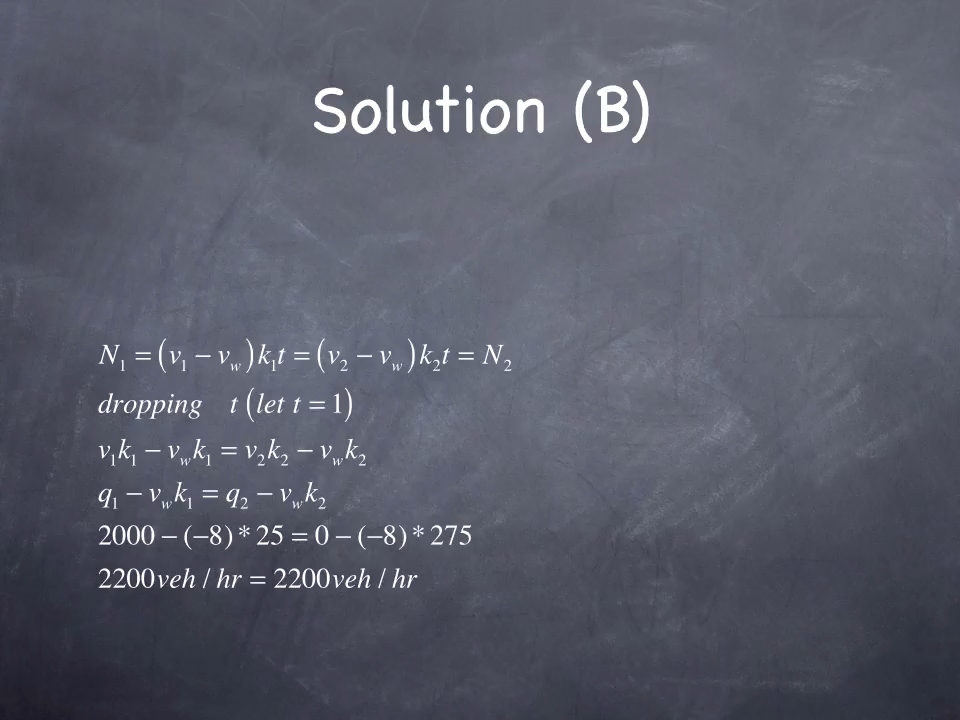 Solution (B)
N₁ = (v₁ − v_w)k₁t = (v₂ − v_w)k₂t = N₂
dropping t (let t = 1)
v₁k₁ − v_wk₁ = v₂k₂ − v_wk₂
q₁ − v_wk₁ = q₂ − v_wk₂
2000 − (−8) * 25 = 0 − (−8) * 275
2200veh / hr = 2200veh / hr